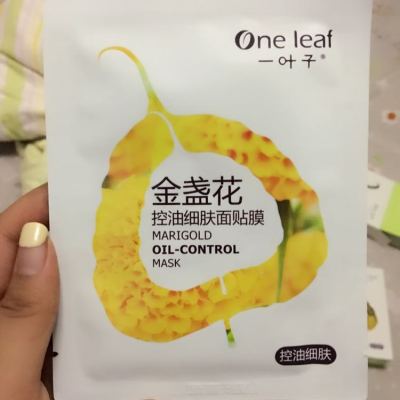 One leaf
一叶子®
金盏花
控油细肤面贴膜
MARIGOLD
OIL-CONTROL
MASK
控油细肤